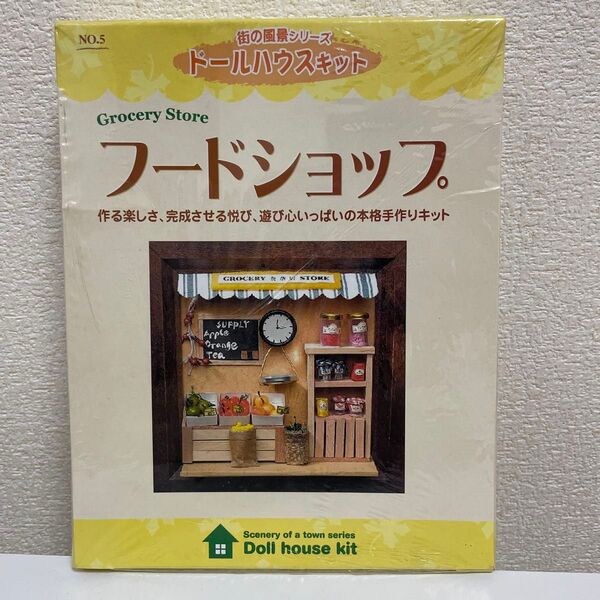 NO.5
街の風景シリーズ
ドールハウスキット
Grocery Store
フードショップ。
作る楽しさ、完成させる悦び、遊び心いっぱいの本格手作りキット
GROCERY
STORE
SUPPLY
Apple
Orange
Tea
Scenery of a town series
Doll house kit